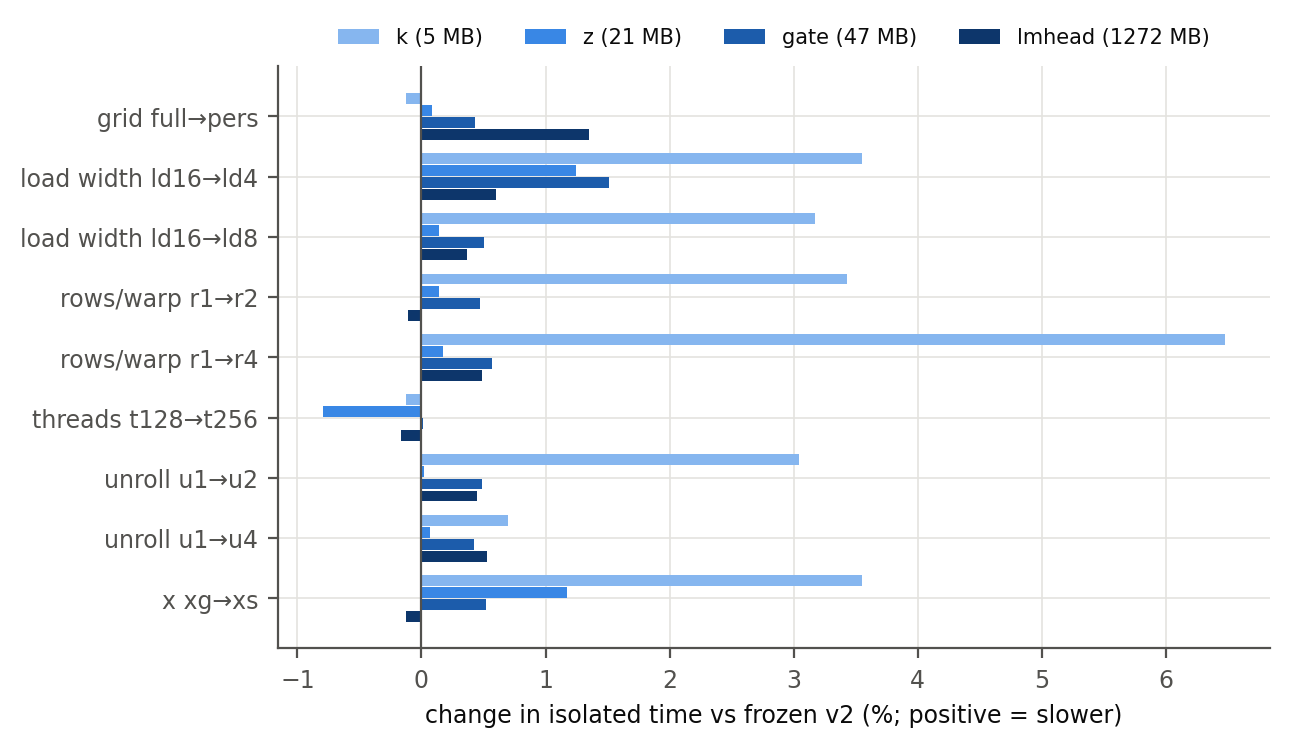 k (5 MB) z (21 MB) gate (47 MB) lmhead (1272 MB)
grid full→pers
load width ld16→ld4
load width ld16→ld8
rows/warp r1→r2
rows/warp r1→r4
threads t128→t256
unroll u1→u2
unroll u1→u4
x xg→xs
−1 0 1 2 3 4 5 6
change in isolated time vs frozen v2 (%; positive = slower)